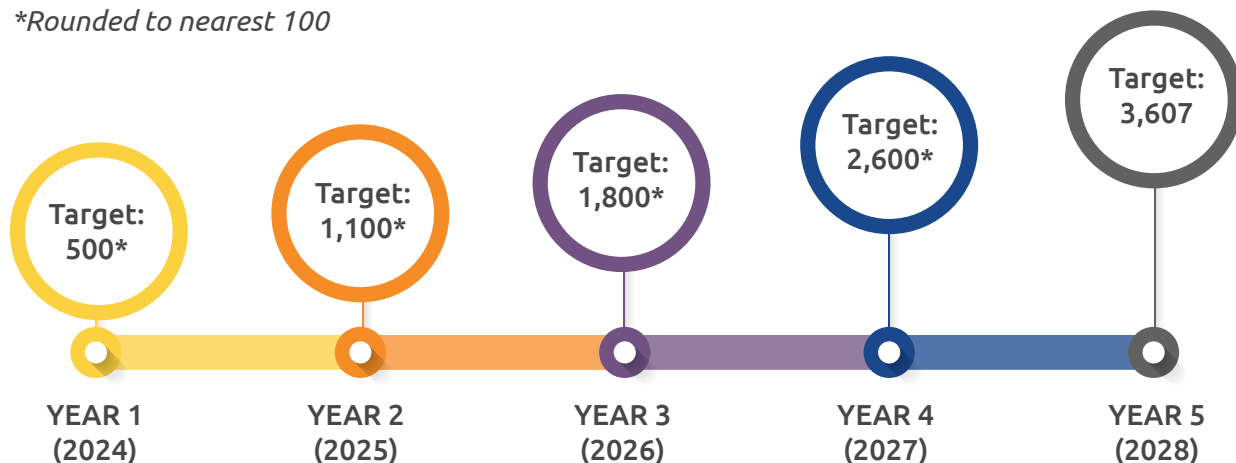 *Rounded to nearest 100
Target:
500*
Target:
1,100*
Target:
1,800*
Target:
2,600*
Target:
3,607
YEAR 1
(2024)
YEAR 2
(2025)
YEAR 3
(2026)
YEAR 4
(2027)
YEAR 5
(2028)